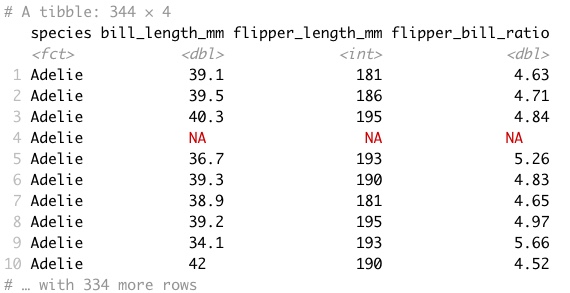 # A tibble: 344 × 4
species bill_length_mm flipper_length_mm flipper_bill_ratio
<fct> <dbl> <int> <dbl>
1 Adelie 39.1 181 4.63
2 Adelie 39.5 186 4.71
3 Adelie 40.3 195 4.84
4 Adelie NA NA NA
5 Adelie 36.7 193 5.26
6 Adelie 39.3 190 4.83
7 Adelie 38.9 181 4.65
8 Adelie 39.2 195 4.97
9 Adelie 34.1 193 5.66
10 Adelie 42 190 4.52
# … with 334 more rows